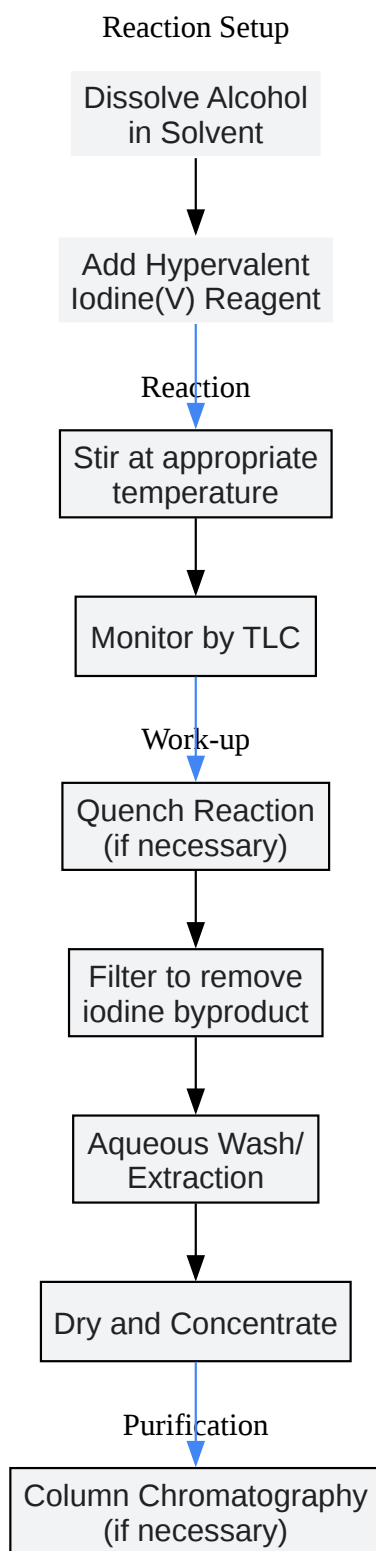 Reaction Setup
Dissolve Alcohol
in Solvent
Add Hypervalent
Iodine(V) Reagent
Reaction
Stir at appropriate
temperature
Monitor by TLC
Work-up
Quench Reaction
(if necessary)
Filter to remove
iodine byproduct
Aqueous Wash/
Extraction
Dry and Concentrate
Purification
Column Chromatography
(if necessary)